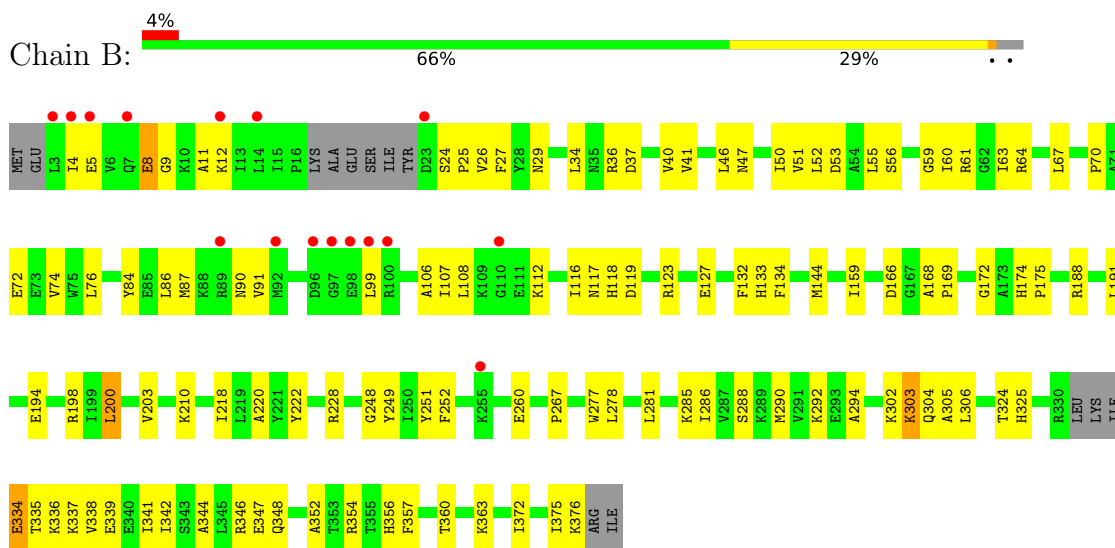 4%
Chain B:
66% 29%
MET GLU L3 I4 E5 V6 Q7 E8 G9 K10 A11 K12 I13 L14 I15 P16 LYS ALA GLU SER ILE TYR D23 S24 P25 V26 F27 Y28 N29 L34 N35 R36 D37 V40 V41 L46 N47 I50 V51 L52 D53 A54 L55 S56 G59 I60 R61 G62 I63 R64 L67 P70 A71
E72 E73 V74 W75 L76 Y84 E85 L86 M87 K88 R89 N90 V91 M92 D96 G97 E98 L99 R100 A106 I107 L108 K109 G110 E111 K112 I116 N117 H118 D119 R123 E127 F132 H133 F134 M144 I159 D166 G167 A168 P169 G172 A173 H174 P175 R188 L191
E194 R198 I199 L200 V203 K210 I218 L219 A220 Y221 Y222 R228 G248 Y249 I250 Y251 F252 K255 E260 P267 W277 L278 L281 K285 I286 V287 S288 K289 M290 V291 K292 E293 A294 K302 K303 Q304 A305 L306 T324 H325 R330 LEU LYS ILE
E334 T335 K336 K337 V338 E339 E340 I341 I342 S343 A344 L345 R346 E347 Q348 A352 T353 R354 T355 H356 F357 T360 K363 I372 I375 K376 ARG ILE